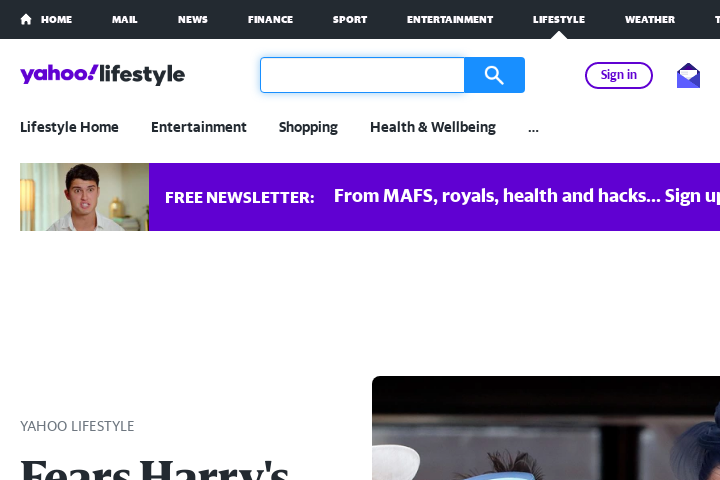 HOME MAIL NEWS FINANCE SPORT ENTERTAINMENT LIFESTYLE WEATHER
yahoo!lifestyle
Sign in
Lifestyle Home Entertainment Shopping Health & Wellbeing ...
FREE NEWSLETTER: From MAFS, royals, health and hacks... Sign up
YAHOO LIFESTYLE
Fears Harry's